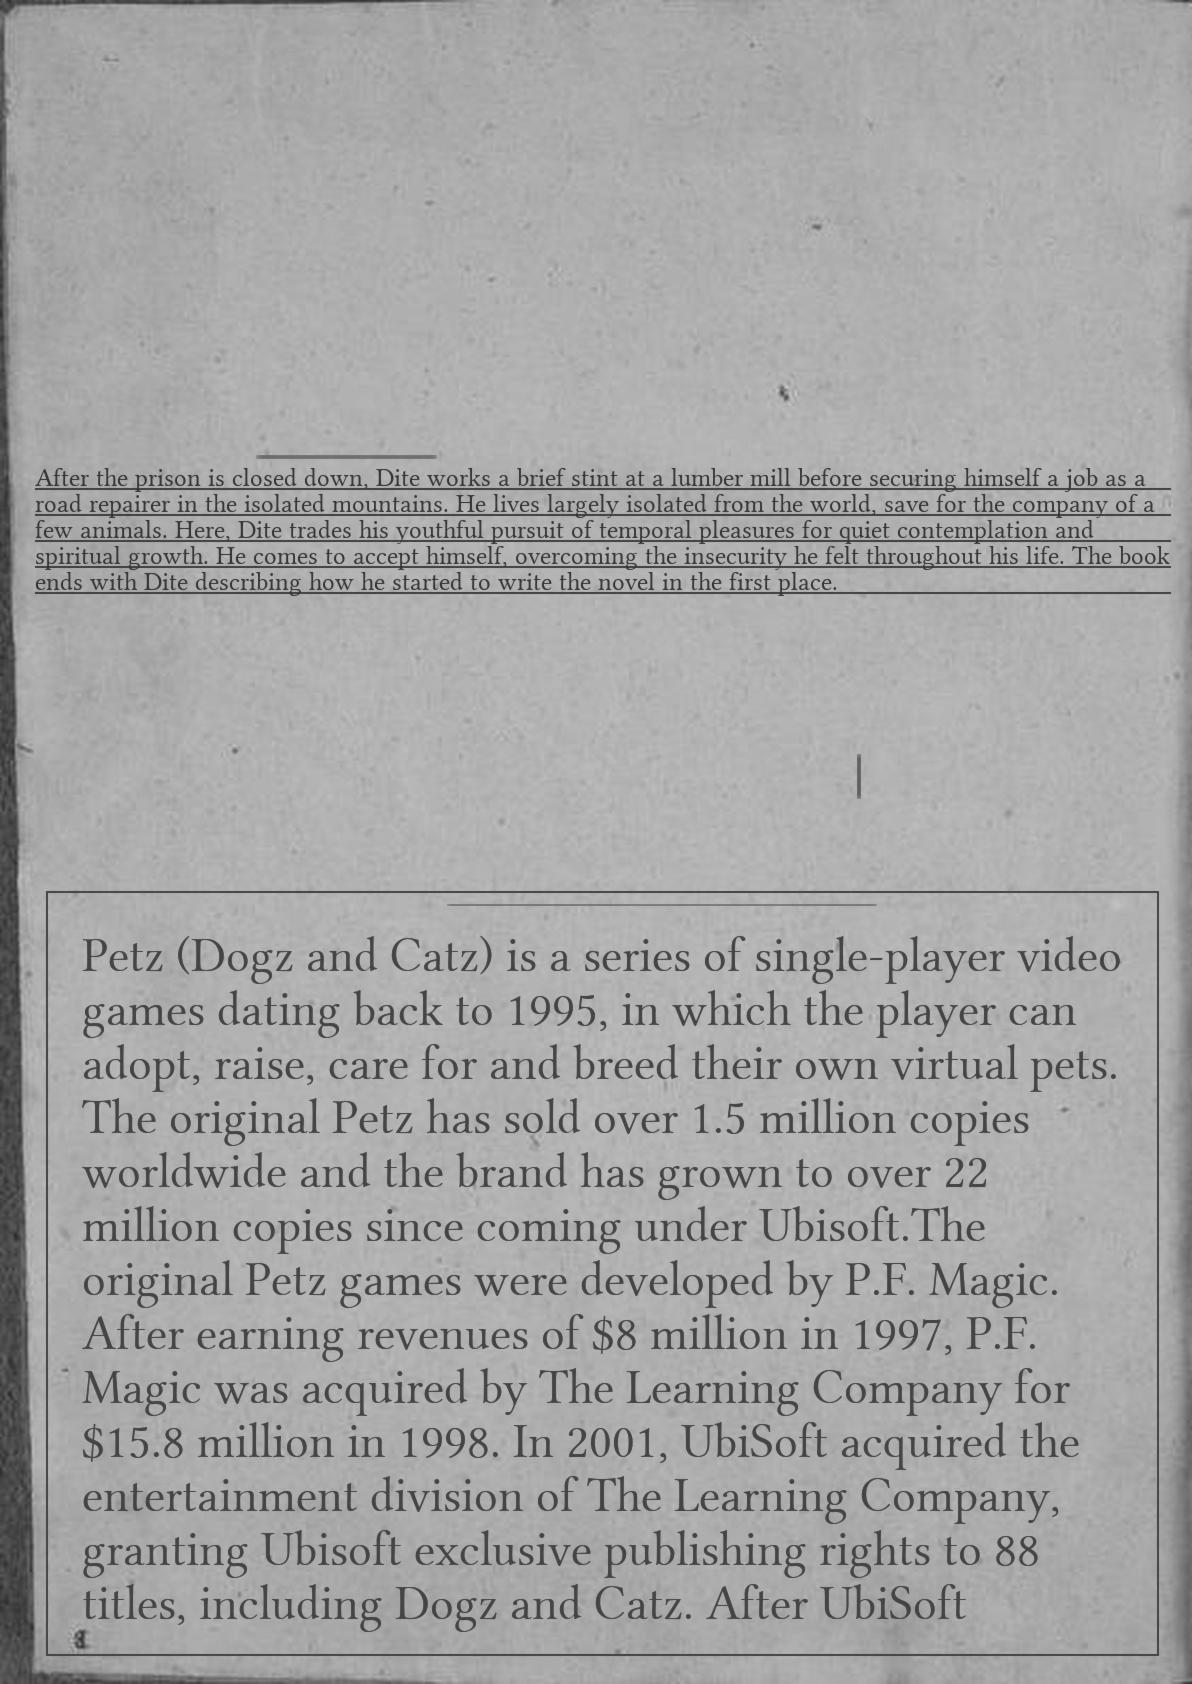 After the prison is closed down, Dite works a brief stint at a lumber mill before securing himself a job as a
road repairer in the isolated mountains. He lives largely isolated from the world, save for the company of a
few animals. Here, Dite trades his youthful pursuit of temporal pleasures for quiet contemplation and
spiritual growth. He comes to accept himself, overcoming the insecurity he felt throughout his life. The book
ends with Dite describing how he started to write the novel in the first place.
Petz (Dogz and Catz) is a series of single-player video
games dating back to 1995, in which the player can
adopt, raise, care for and breed their own virtual pets.
The original Petz has sold over 1.5 million copies
worldwide and the brand has grown to over 22
million copies since coming under Ubisoft.The
original Petz games were developed by P.F. Magic.
After earning revenues of $8 million in 1997, P.F.
Magic was acquired by The Learning Company for
$15.8 million in 1998. In 2001, UbiSoft acquired the
entertainment division of The Learning Company,
granting Ubisoft exclusive publishing rights to 88
titles, including Dogz and Catz. After UbiSoft